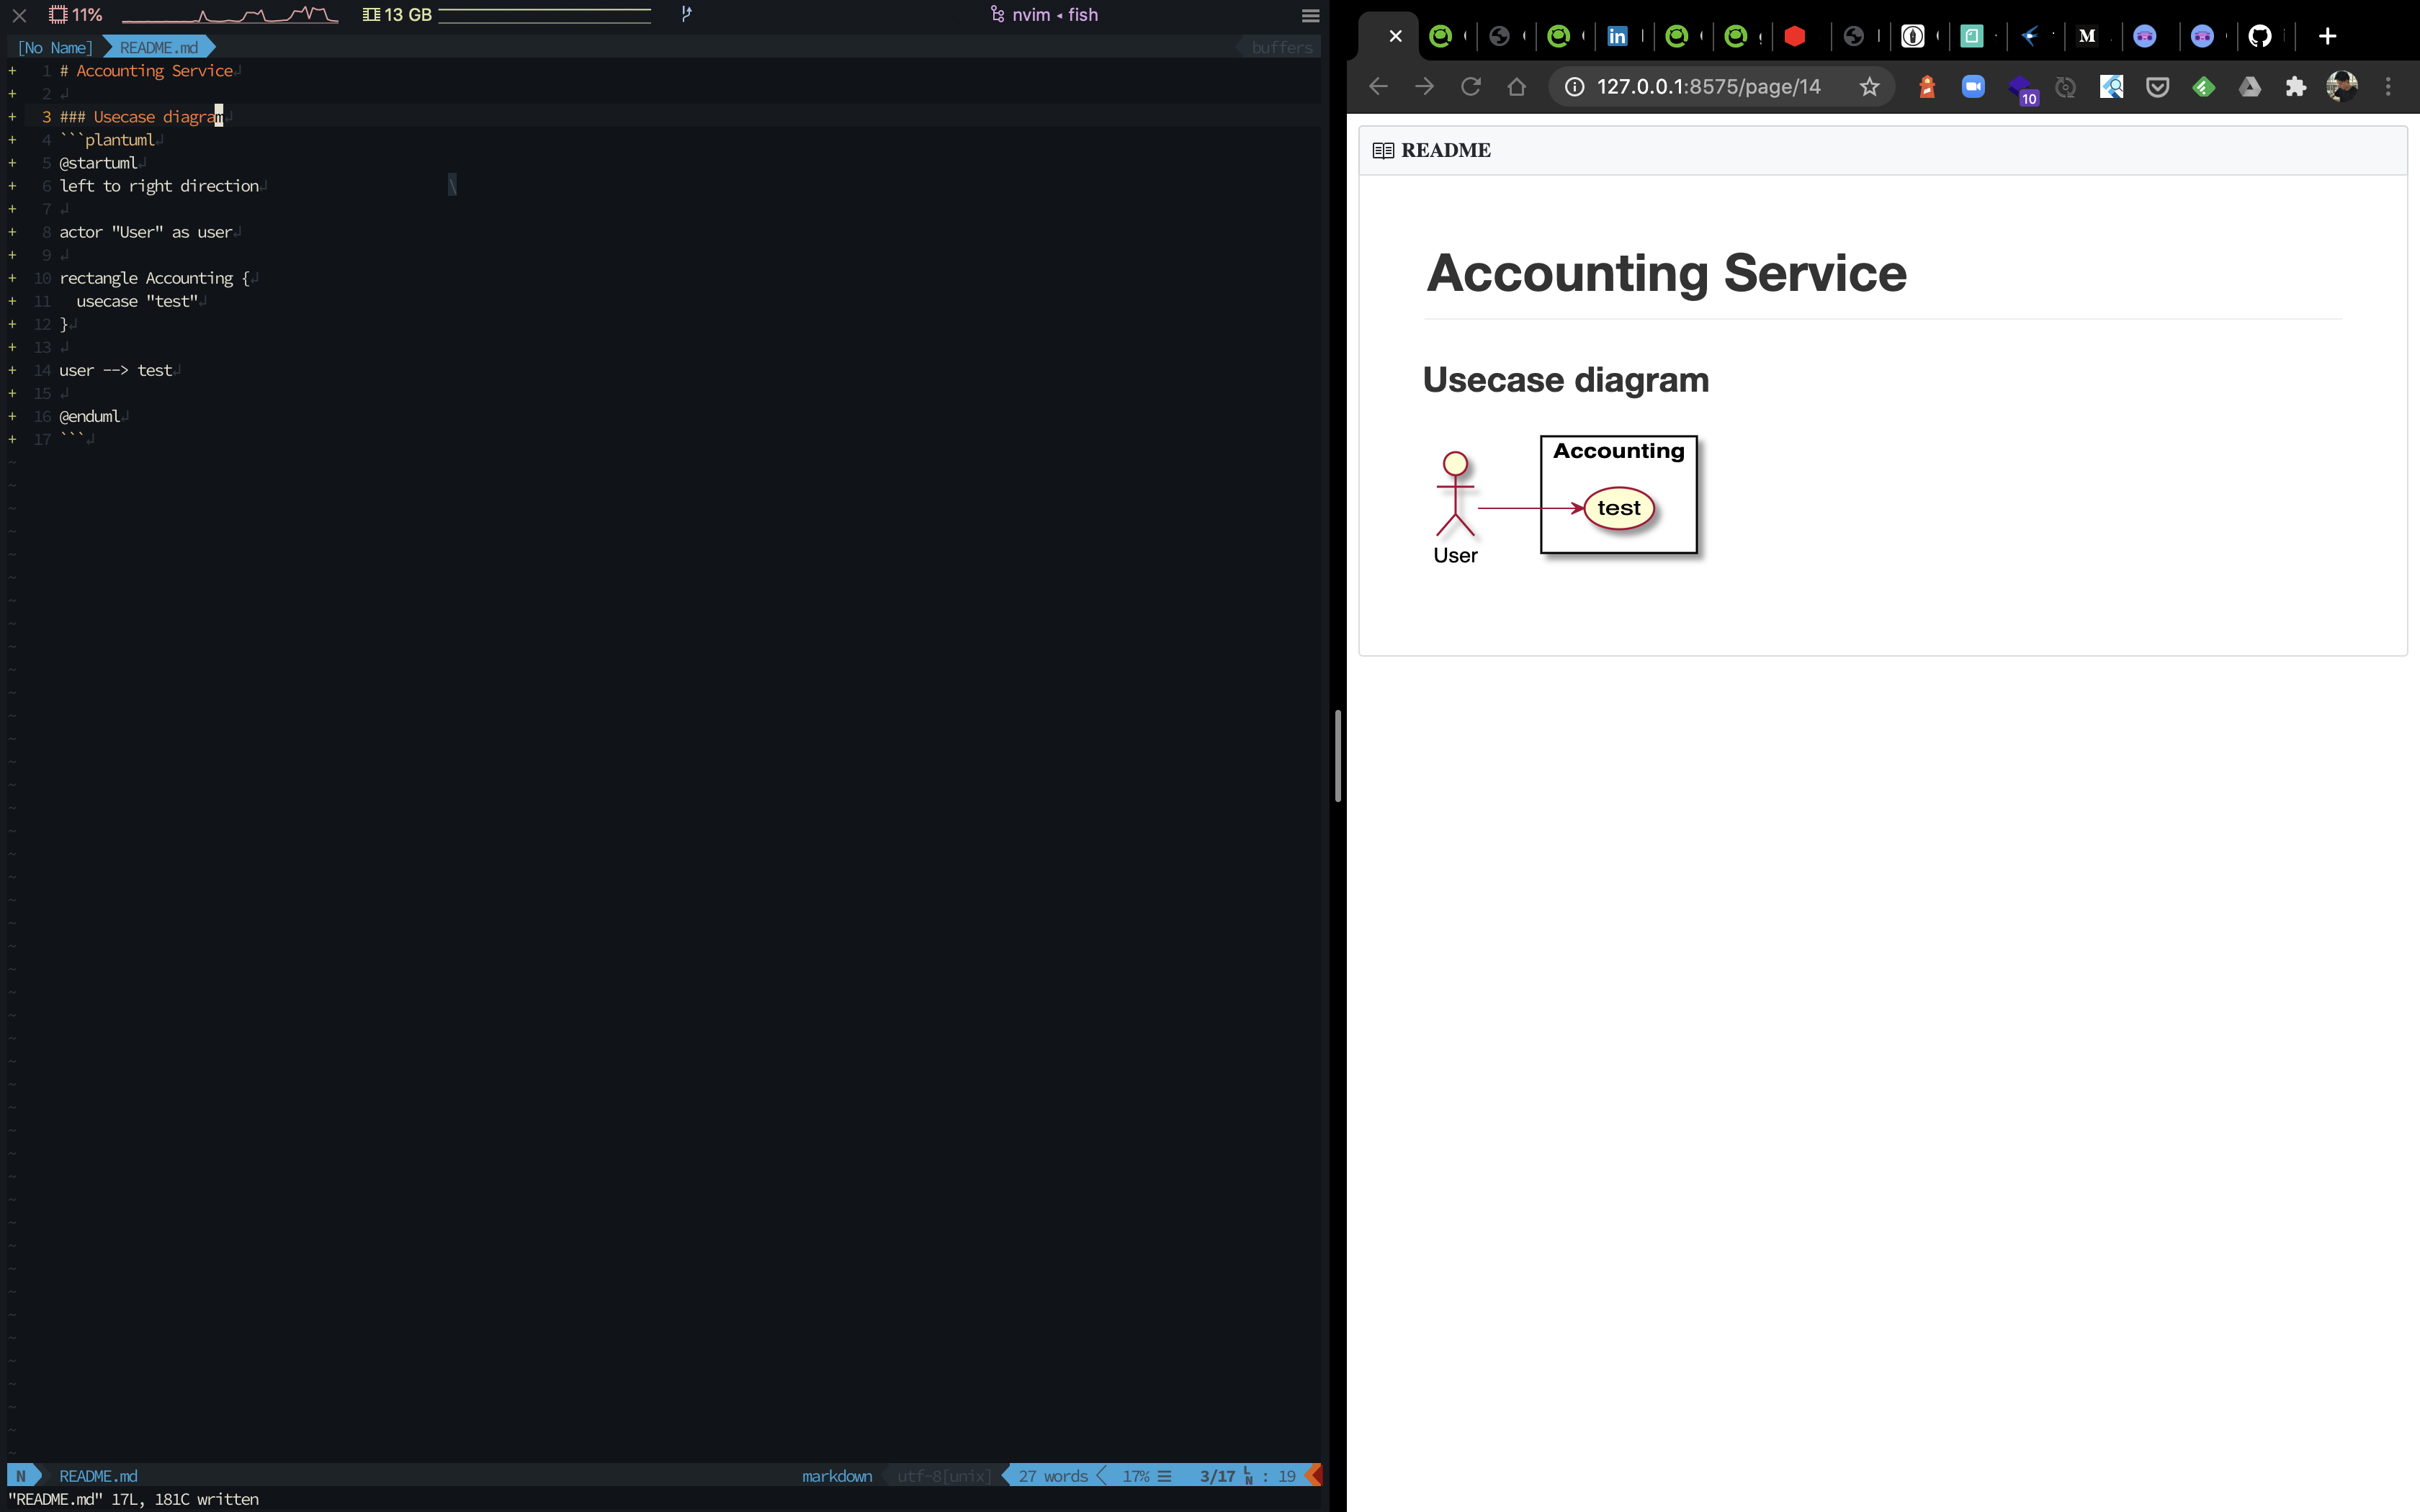 11% 13 GB nvim ◂ fish
[No Name] README.md buffers
+ 1 # Accounting Service
+ 2
+ 3 ### Usecase diagram
+ 4 ```plantuml
+ 5 @startuml
+ 6 left to right direction \
+ 7
+ 8 actor "User" as user
+ 9
+ 10 rectangle Accounting {
+ 11 usecase "test"
+ 12 }
+ 13
+ 14 user --> test
+ 15
+ 16 @enduml
+ 17 ```
N README.md markdown utf-8[unix] 27 words 17% ☰ 3/17 LN : 19
"README.md" 17L, 181C written
in M
127.0.0.1:8575/page/14 10
README
Accounting Service
Usecase diagram
Accounting
test
User